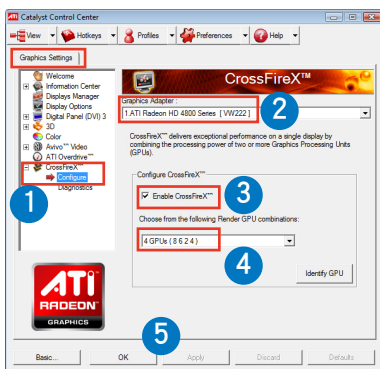 ATI Catalyst Control Center
View Hotkeys Profiles Preferences Help
Graphics Settings
Welcome
Information Center
Displays Manager
Display Options
Digital Panel (DVI) 3
3D
Color
Avivo™ Video
ATI Overdrive™
CrossFireX™
Configure
Diagnostics
1
ATI
RADEON
GRAPHICS
CrossFireX™
Graphics Adapter :
1.ATI Radeon HD 4800 Series [ VW222 ]
2
CrossFireX™ delivers exceptional performance on a single display by
combining the processing power of two or more Graphics Processing Units
(GPUs).
Configure CrossFireX™
Enable CrossFireX™
3
Choose from the following Render GPU combinations:
4 GPUs ( 8 6 2 4 )
4
Identify GPU
5
Basic... OK Apply Discard Defaults